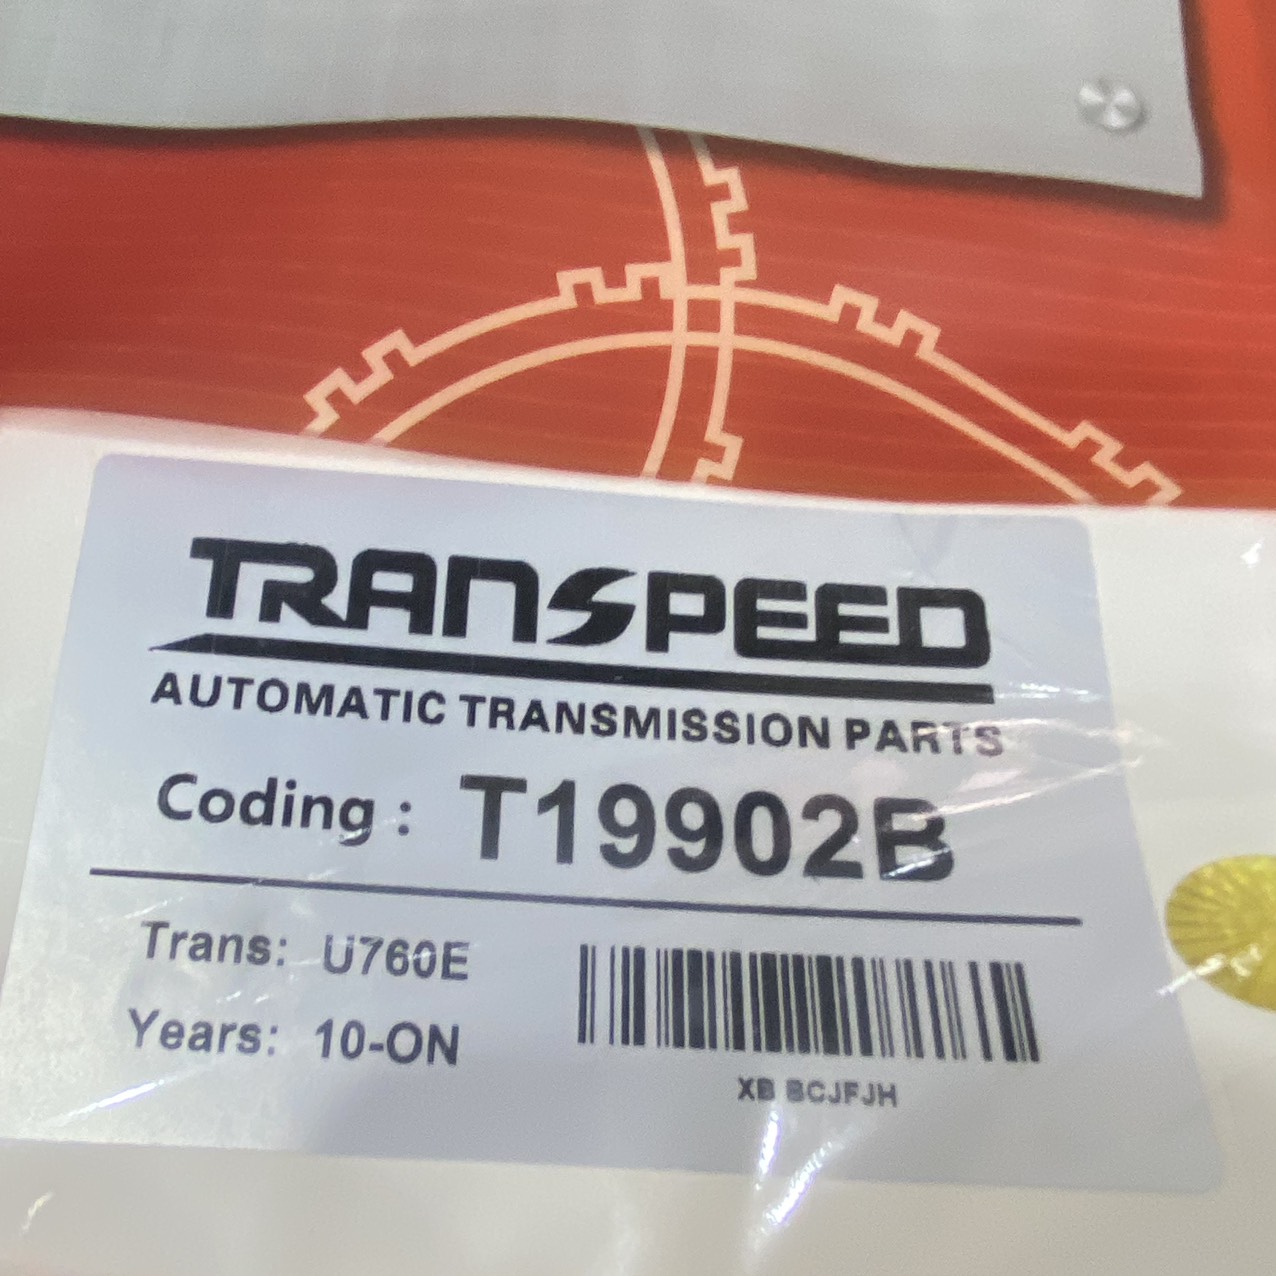 TRANSPEED
AUTOMATIC TRANSMISSION PARTS
Coding : T19902B
Trans: U760E
Years: 10-ON
XB BCJFJH